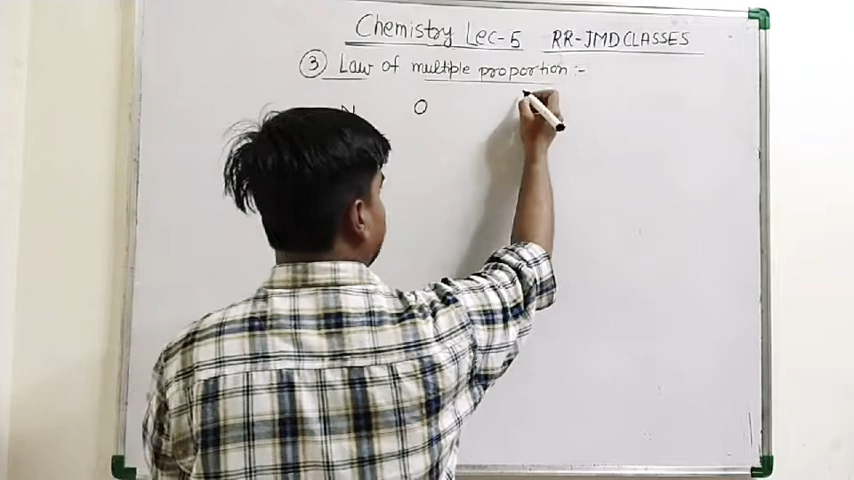 Chemistry Lec-5 RR-JMD CLASSES
③ Law of multiple proportion :-
N O